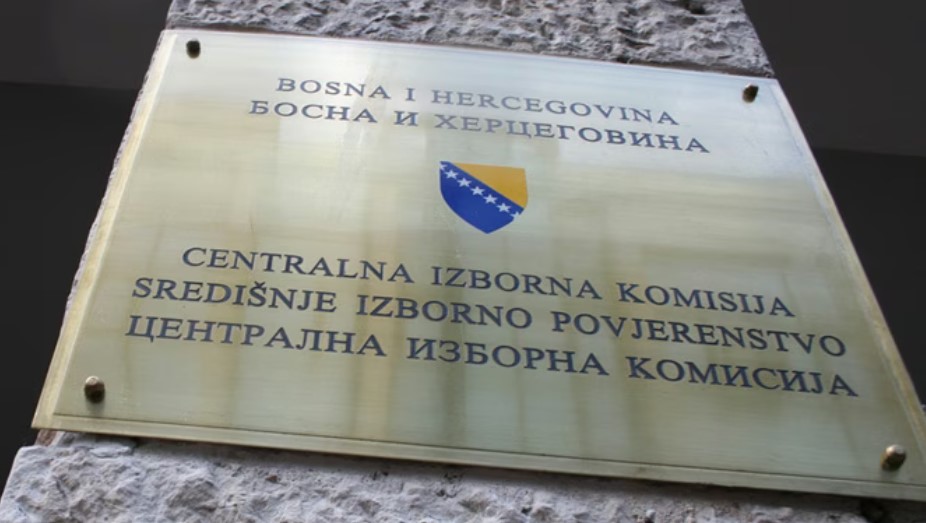 BOSNA I HERCEGOVINA
БОСНА И ХЕРЦЕГОВИНА
CENTRALNA IZBORNA KOMISIJA
SREDIŠNJE IZBORNO POVJERENSTVO
ЦЕНТРАЛНА ИЗБОРНА КОМИСИЈА